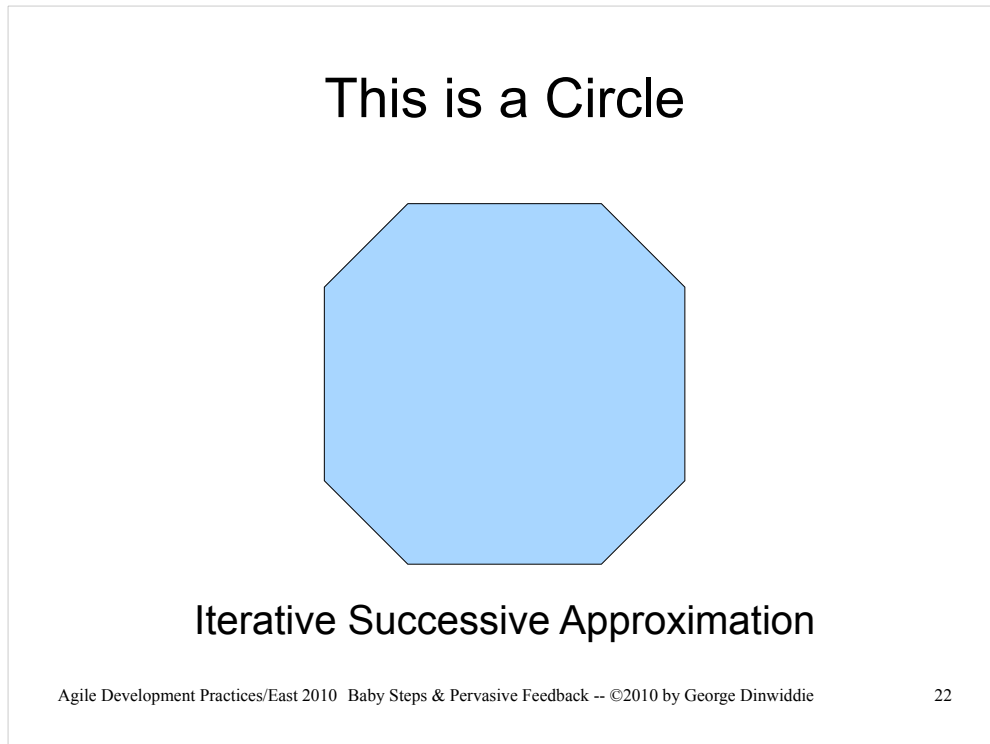 This is a Circle
Iterative Successive Approximation
Agile Development Practices/East 2010 Baby Steps & Pervasive Feedback -- ©2010 by George Dinwiddie 22